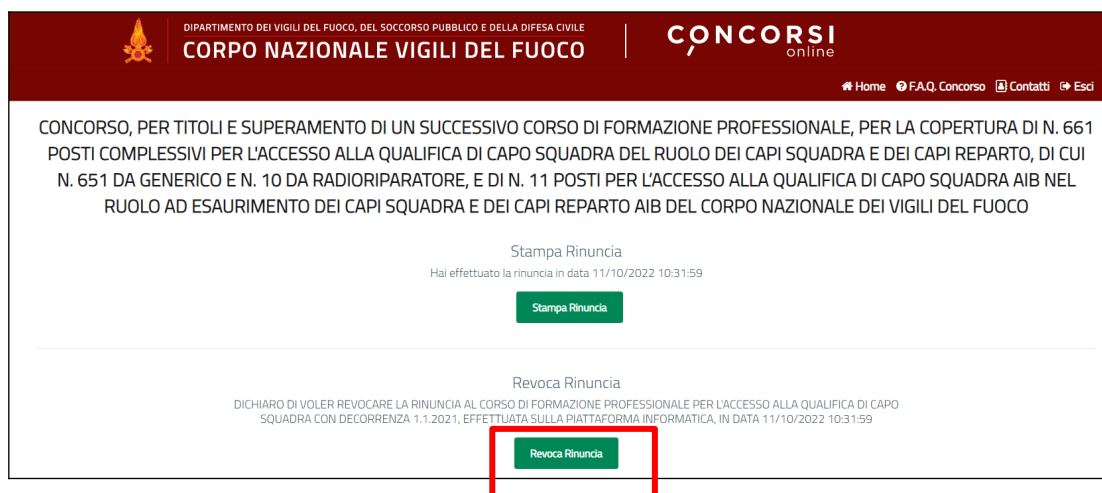 DIPARTIMENTO DEI VIGILI DEL FUOCO, DEL SOCCORSO PUBBLICO E DELLA DIFESA CIVILE
CORPO NAZIONALE VIGILI DEL FUOCO
CONCORSI
online
Home F.A.Q. Concorso Contatti Esci
CONCORSO, PER TITOLI E SUPERAMENTO DI UN SUCCESSIVO CORSO DI FORMAZIONE PROFESSIONALE, PER LA COPERTURA DI N. 661
POSTI COMPLESSIVI PER L'ACCESSO ALLA QUALIFICA DI CAPO SQUADRA DEL RUOLO DEI CAPI SQUADRA E DEI CAPI REPARTO, DI CUI
N. 651 DA GENERICO E N. 10 DA RADIORIPARATORE, E DI N. 11 POSTI PER L’ACCESSO ALLA QUALIFICA DI CAPO SQUADRA AIB NEL
RUOLO AD ESAURIMENTO DEI CAPI SQUADRA E DEI CAPI REPARTO AIB DEL CORPO NAZIONALE DEI VIGILI DEL FUOCO
Stampa Rinuncia
Hai effettuato la rinuncia in data 11/10/2022 10:31:59
Stampa Rinuncia
Revoca Rinuncia
DICHIARO DI VOLER REVOCARE LA RINUNCIA AL CORSO DI FORMAZIONE PROFESSIONALE PER L'ACCESSO ALLA QUALIFICA DI CAPO
SQUADRA CON DECORRENZA 1.1.2021, EFFETTUATA SULLA PIATTAFORMA INFORMATICA, IN DATA 11/10/2022 10:31:59
Revoca Rinuncia